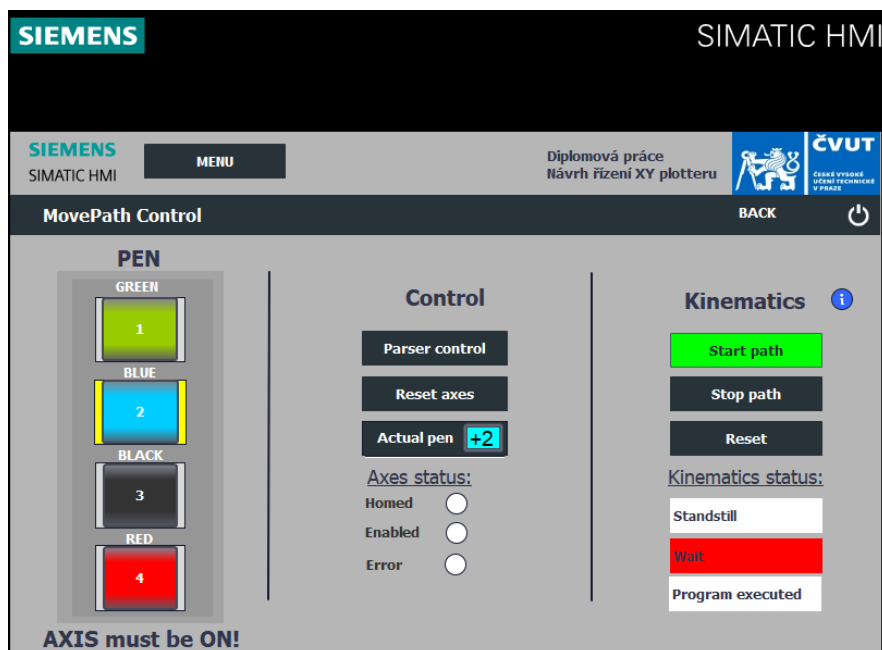 SIEMENS
SIMATIC HMI
SIEMENS
SIMATIC HMI
MENU
Diplomová práce
Návrh řízení XY plotteru
ČVUT
ČESKÉ VYSOKÉ
UČENÍ TECHNICKÉ
V PRAZE
MovePath Control
BACK
PEN
GREEN
1
BLUE
2
BLACK
3
RED
4
AXIS must be ON!
Control
Parser control
Reset axes
Actual pen +2
Axes status:
Homed
Enabled
Error
Kinematics i
Start path
Stop path
Reset
Kinematics status:
Standstill
Wait
Program executed